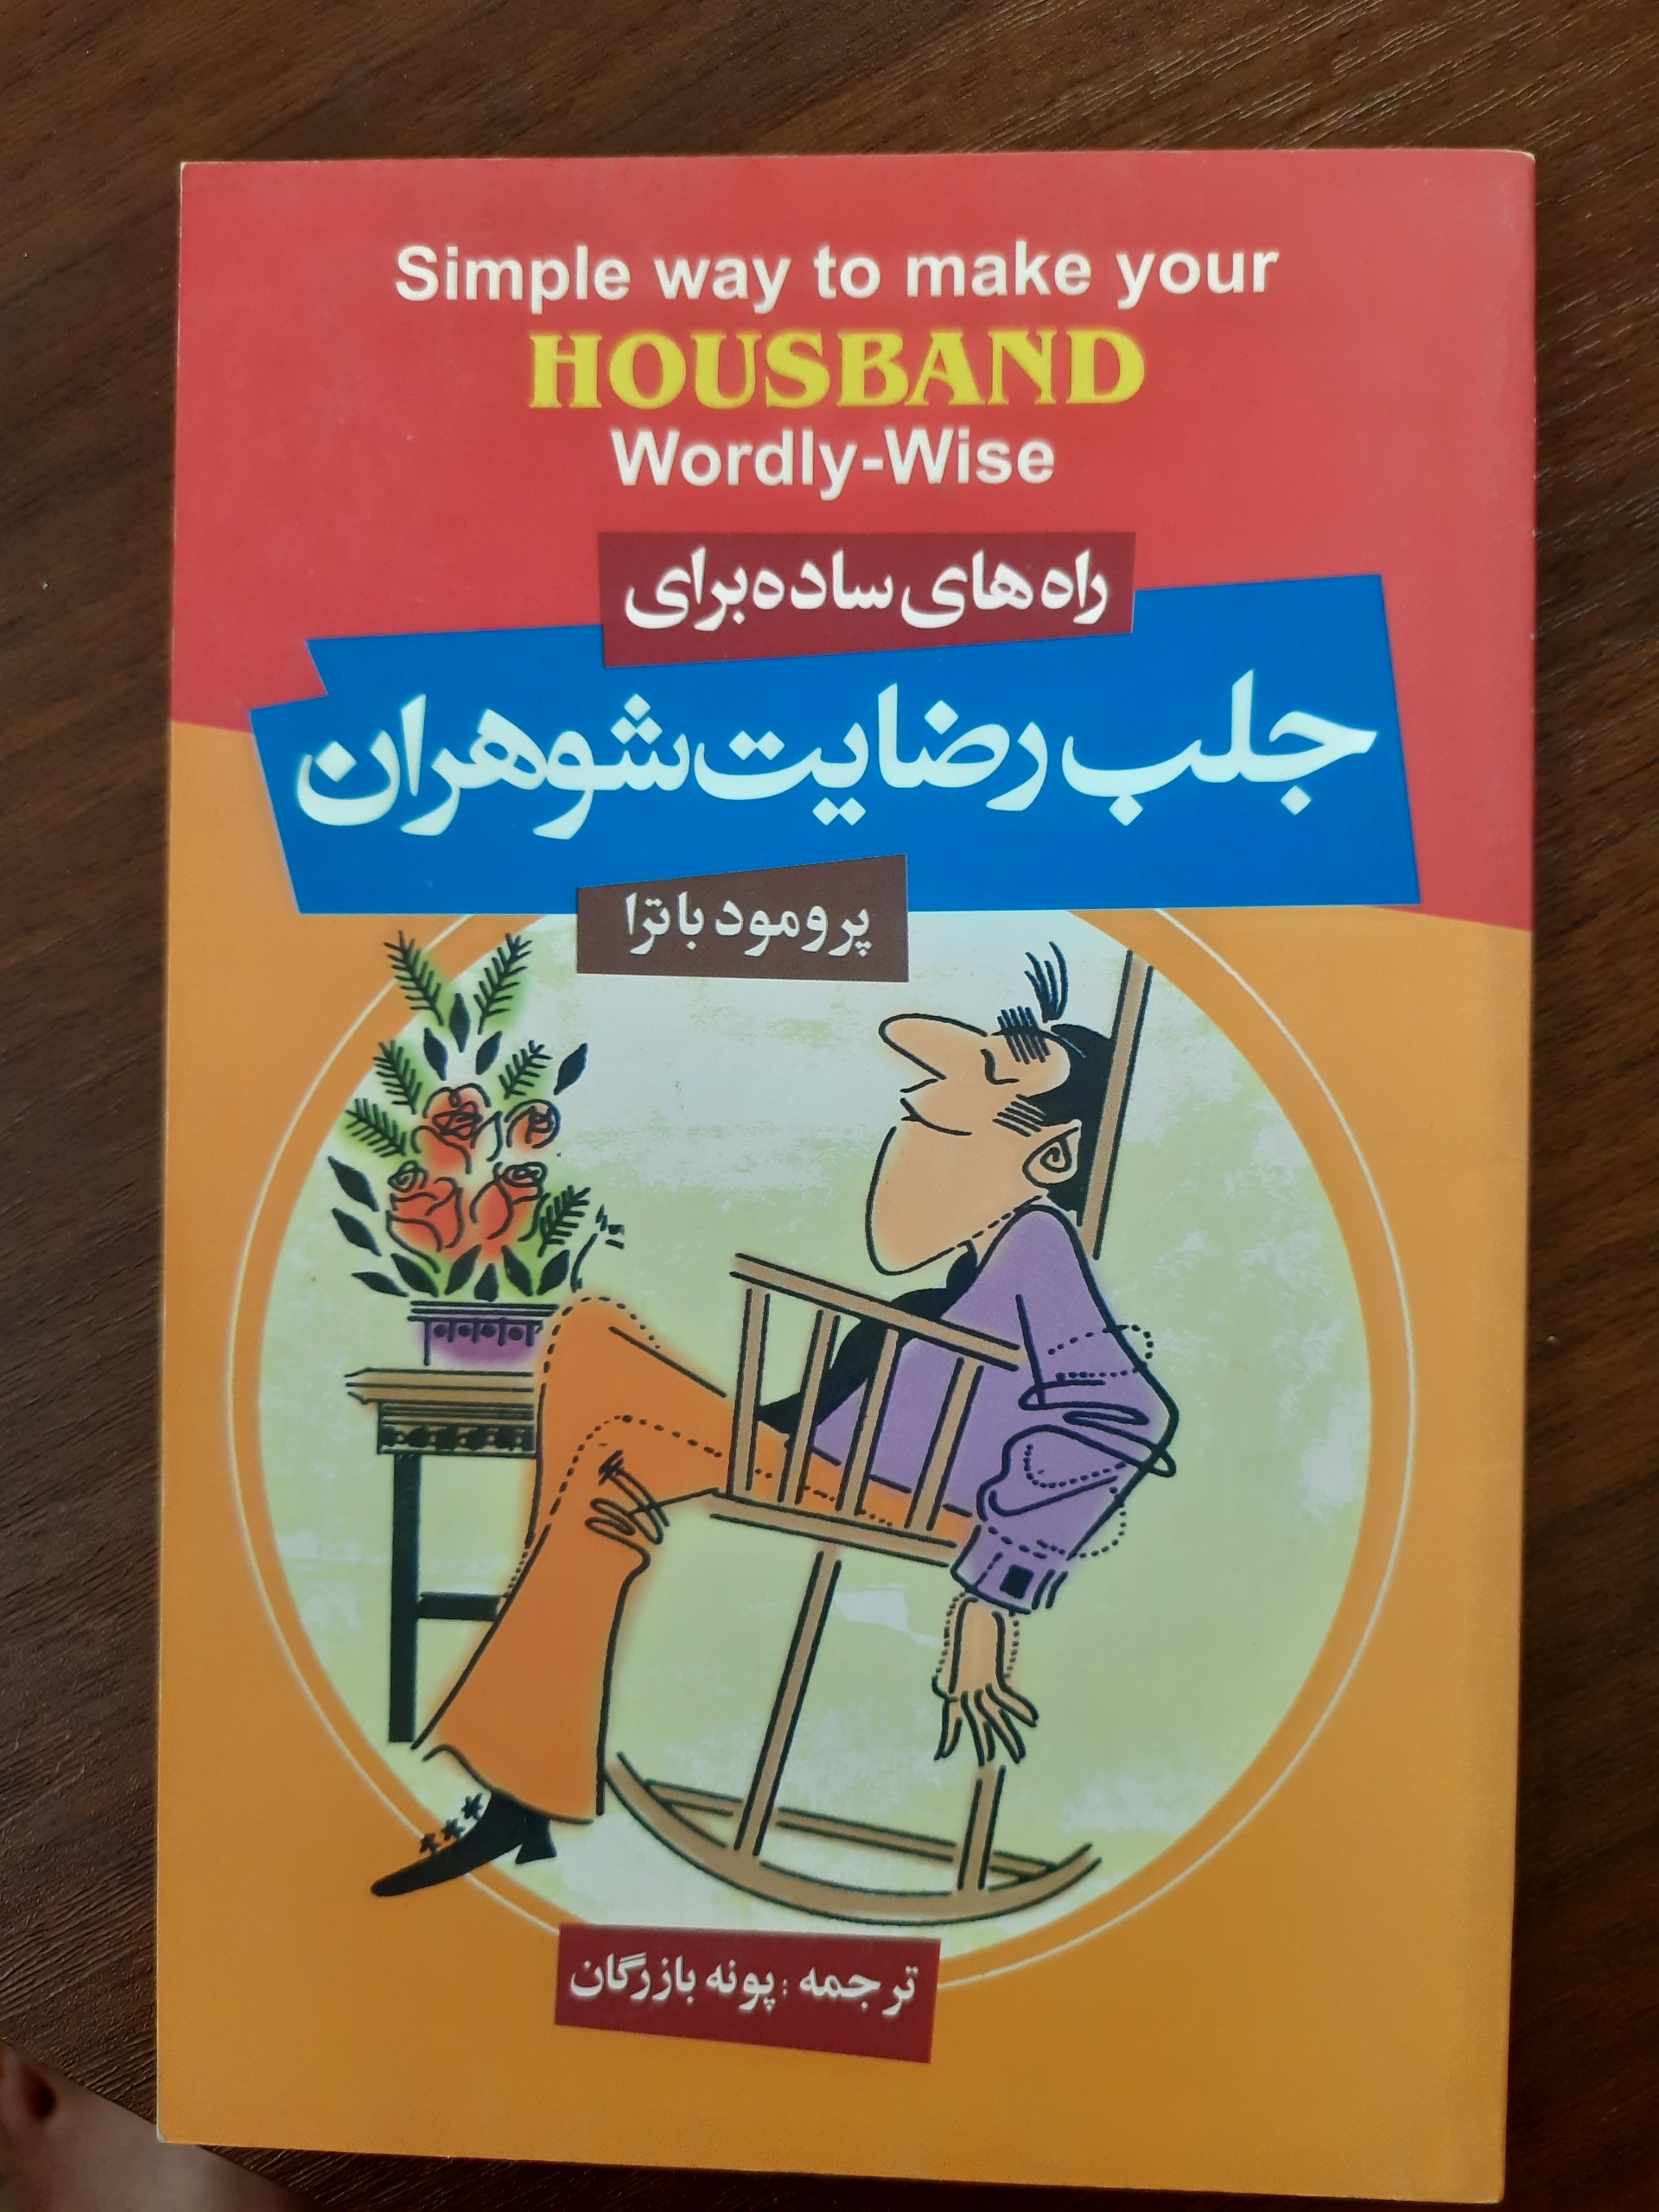 Simple way to make your
HOUSBAND
Wordly-Wise
راه های ساده برای
جلب رضایت شوهران
پرومود باترا
ترجمه : پونه بازرگان